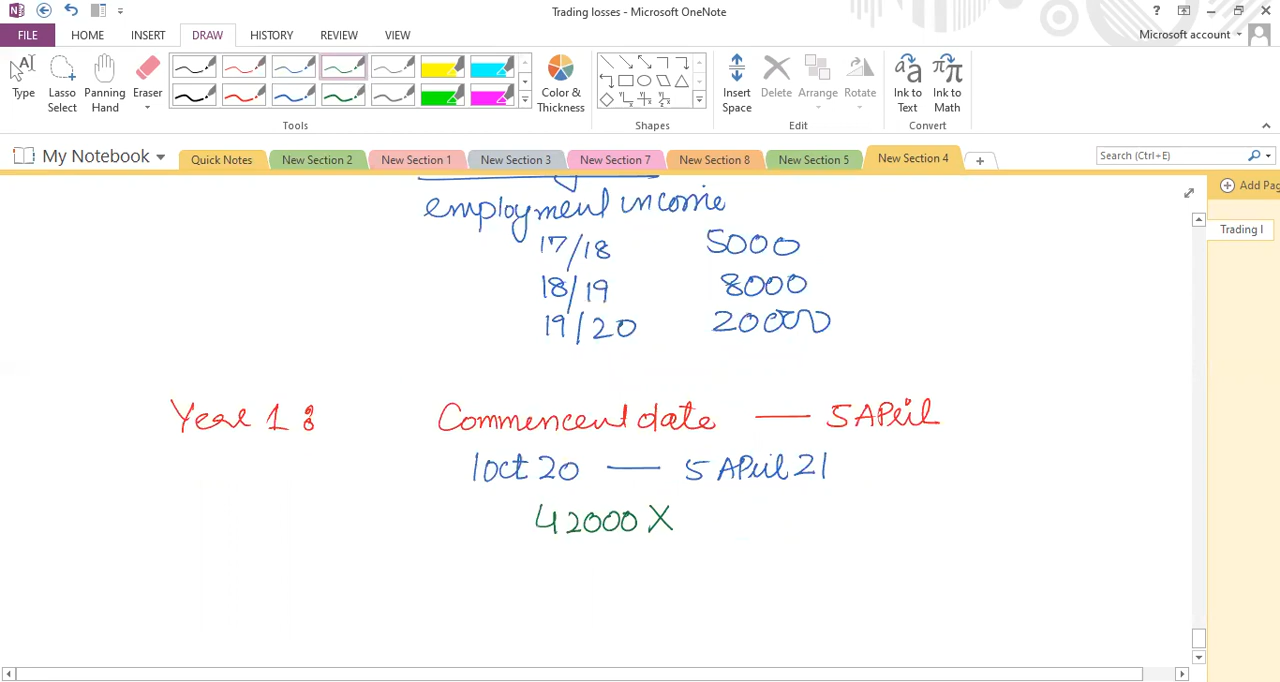 Trading losses - Microsoft OneNote
?
FILE HOME INSERT DRAW HISTORY REVIEW VIEW
Microsoft account
Type
Lasso Select
Panning Hand
Eraser
Color & Thickness
Insert Space
Delete
Arrange
Rotate
Ink to Text
Ink to Math
Tools Shapes Edit Convert
My Notebook Quick Notes New Section 2 New Section 1 New Section 3 New Section 7 New Section 8 New Section 5 New Section 4
Search (Ctrl+E)
Add Pag
Trading l
employment income
17/18 5000
18/19 8000
19/20 20000
Year 1 : Commencent date — 5 APril
1 Oct 20 — 5 APril 21
42000 X